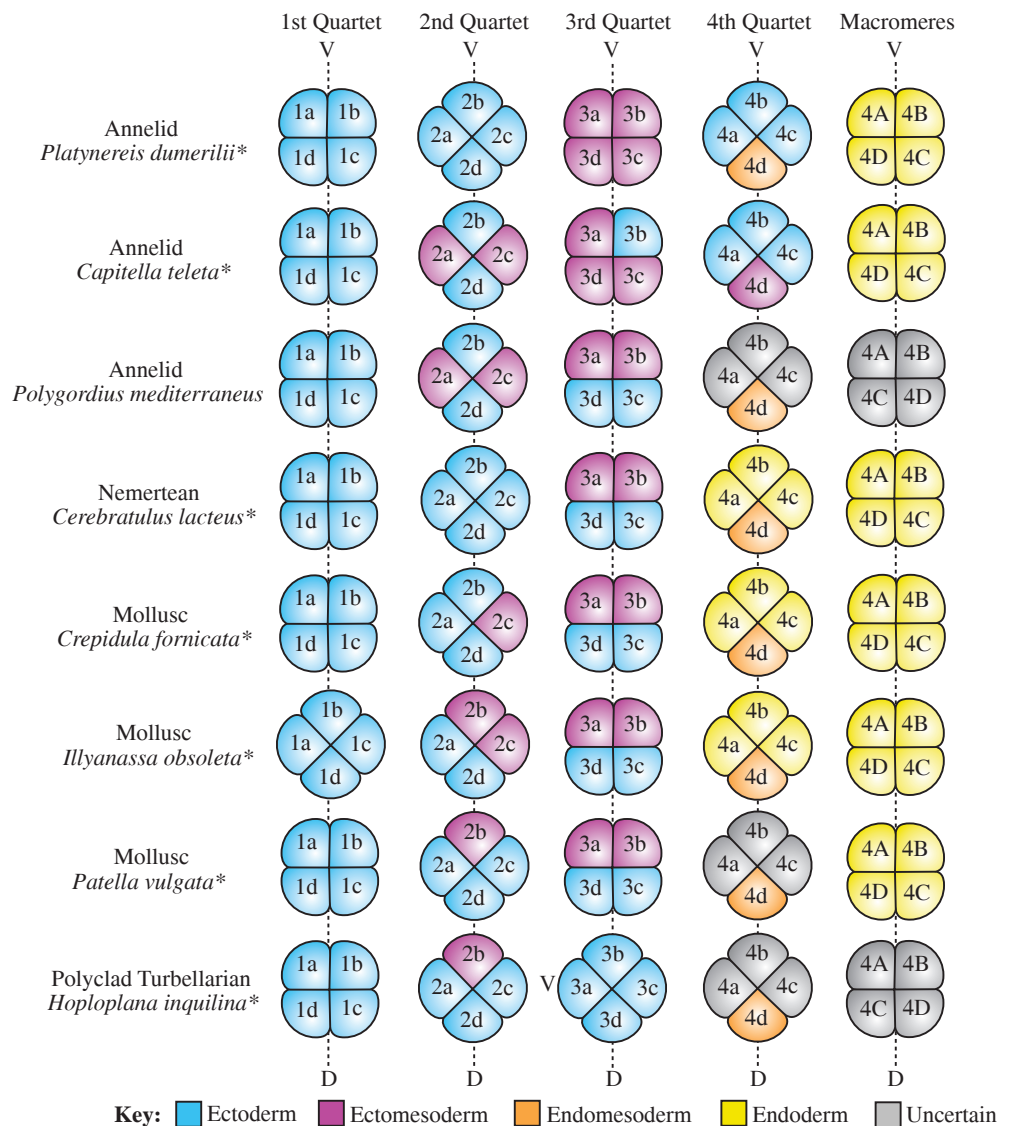 1st Quartet 2nd Quartet 3rd Quartet 4th Quartet Macromeres
V V V V V
Annelid
Platynereis dumerilii*
1a 1b
1d 1c
2b
2a 2c
2d
3a 3b
3d 3c
4b
4a 4c
4d
4A 4B
4D 4C
Annelid
Capitella teleta*
1a 1b
1d 1c
2b
2a 2c
2d
3a 3b
3d 3c
4b
4a 4c
4d
4A 4B
4D 4C
Annelid
Polygordius mediterraneus
1a 1b
1d 1c
2b
2a 2c
2d
3a 3b
3d 3c
4b
4a 4c
4d
4A 4B
4C 4D
Nemertean
Cerebratulus lacteus*
1a 1b
1d 1c
2b
2a 2c
2d
3a 3b
3d 3c
4b
4a 4c
4d
4A 4B
4D 4C
Mollusc
Crepidula fornicata*
1a 1b
1d 1c
2b
2a 2c
2d
3a 3b
3d 3c
4b
4a 4c
4d
4A 4B
4D 4C
Mollusc
Illyanassa obsoleta*
1b
1a 1c
1d
2b
2a 2c
2d
3a 3b
3d 3c
4b
4a 4c
4d
4A 4B
4D 4C
Mollusc
Patella vulgata*
1a 1b
1d 1c
2b
2a 2c
2d
3a 3b
3d 3c
4b
4a 4c
4d
4A 4B
4D 4C
Polyclad Turbellarian
Hoploplana inquilina*
1a 1b
1d 1c
2b
2a 2c
2d
V
3b
3a 3c
3d
4b
4a 4c
4d
4A 4B
4C 4D
D D D D
Key: Ectoderm Ectomesoderm Endomesoderm Endoderm Uncertain